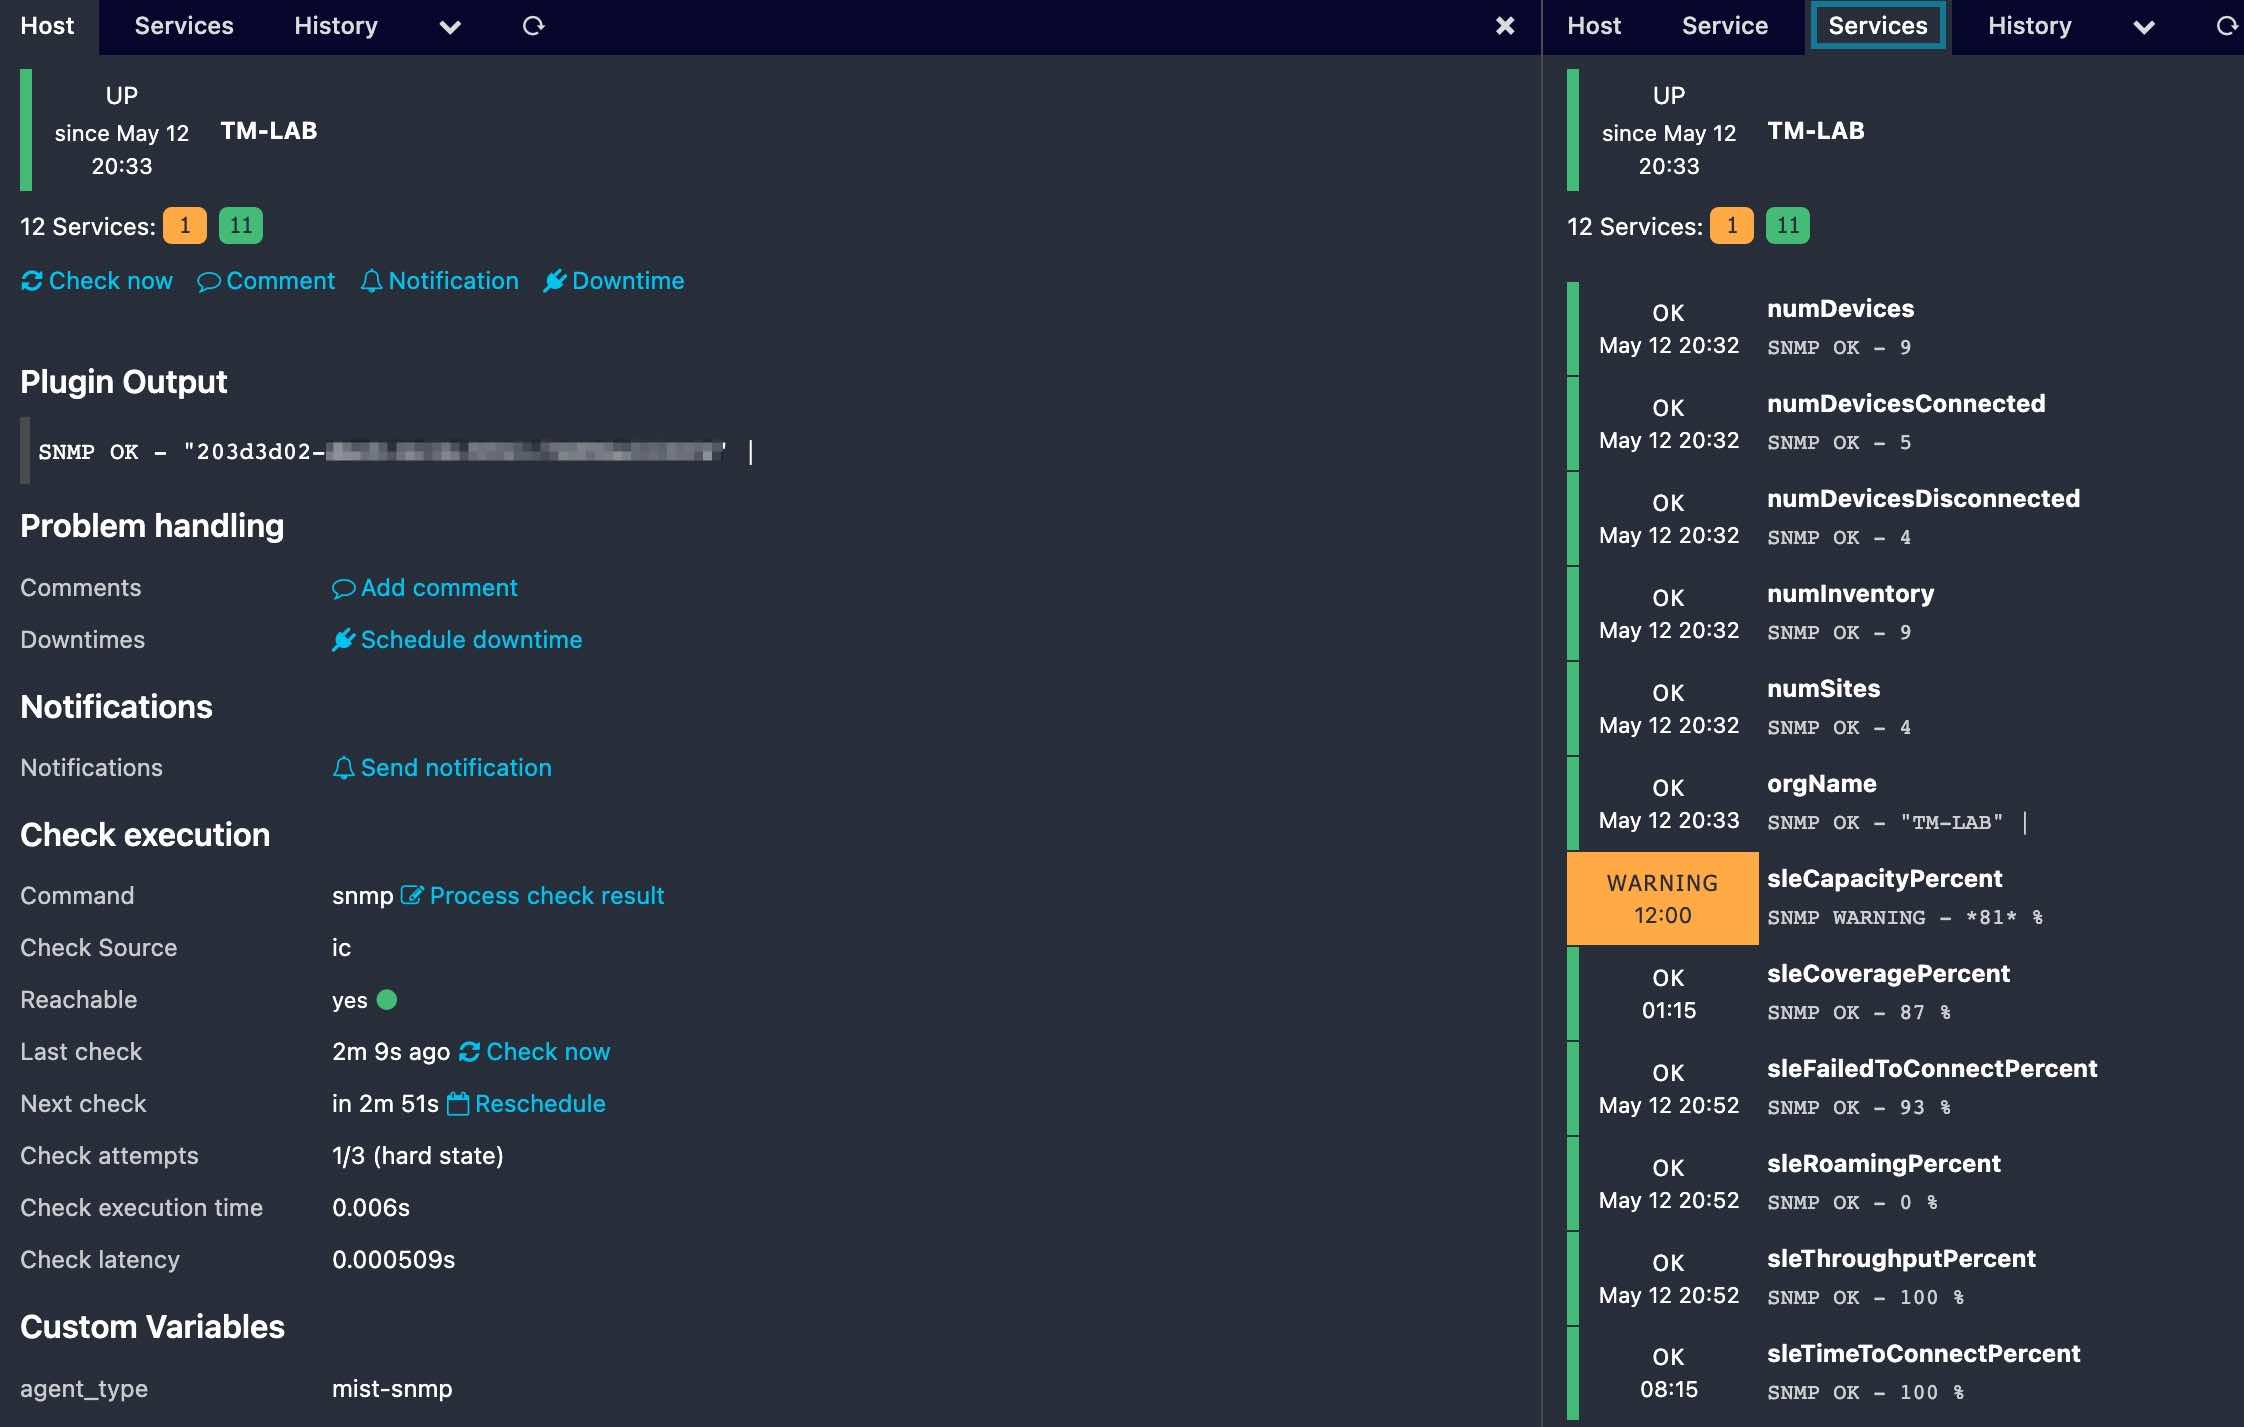 Host Services History
UP
since May 12
20:33
TM-LAB
12 Services: 1 11
Check now Comment Notification Downtime
Plugin Output
SNMP OK - "203d3d02- " |
Problem handling
Comments Add comment
Downtimes Schedule downtime
Notifications
Notifications Send notification
Check execution
Command snmp Process check result
Check Source ic
Reachable yes
Last check 2m 9s ago Check now
Next check in 2m 51s Reschedule
Check attempts 1/3 (hard state)
Check execution time 0.006s
Check latency 0.000509s
Custom Variables
agent_type mist-snmp
Host Service Services History
UP
since May 12
20:33
TM-LAB
12 Services: 1 11
OK numDevices
May 12 20:32 SNMP OK - 9
OK numDevicesConnected
May 12 20:32 SNMP OK - 5
OK numDevicesDisconnected
May 12 20:32 SNMP OK - 4
OK numInventory
May 12 20:32 SNMP OK - 9
OK numSites
May 12 20:32 SNMP OK - 4
OK orgName
May 12 20:33 SNMP OK - "TM-LAB" |
WARNING sleCapacityPercent
12:00 SNMP WARNING - *81* %
OK sleCoveragePercent
01:15 SNMP OK - 87 %
OK sleFailedToConnectPercent
May 12 20:52 SNMP OK - 93 %
OK sleRoamingPercent
May 12 20:52 SNMP OK - 0 %
OK sleThroughputPercent
May 12 20:52 SNMP OK - 100 %
OK sleTimeToConnectPercent
08:15 SNMP OK - 100 %